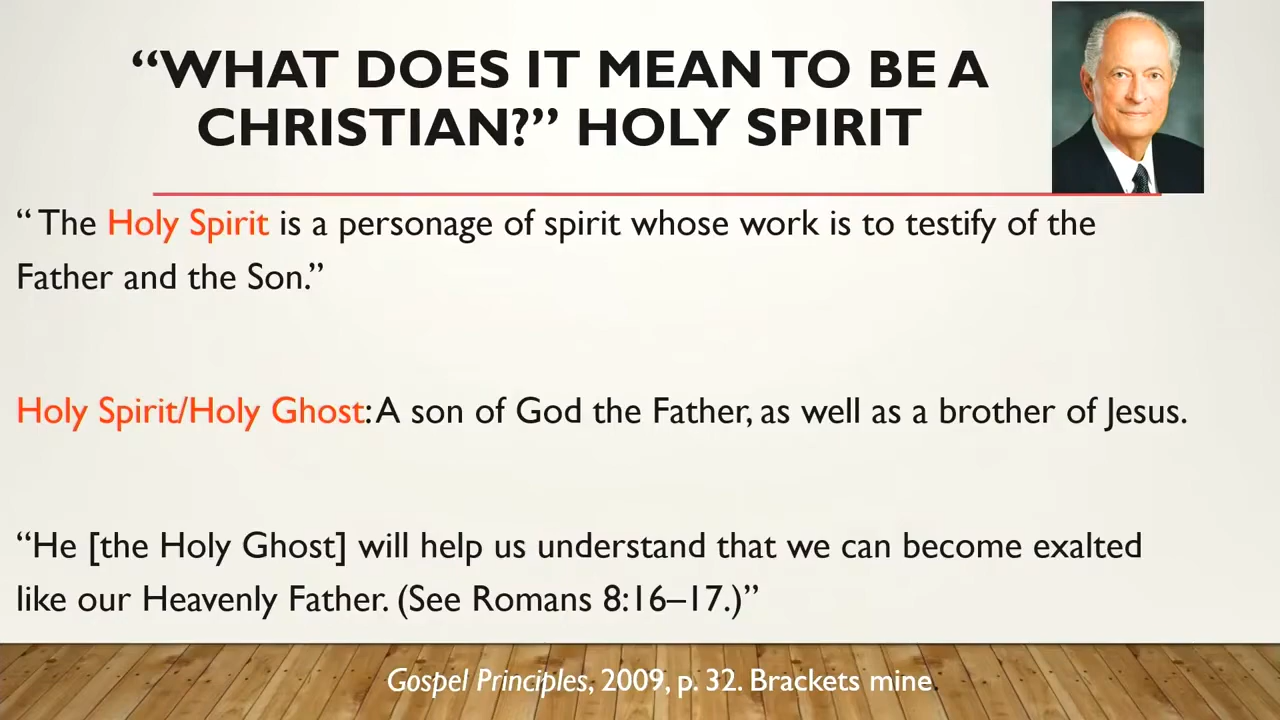 “WHAT DOES IT MEAN TO BE A
CHRISTIAN?” HOLY SPIRIT
“ The Holy Spirit is a personage of spirit whose work is to testify of the
Father and the Son.”
Holy Spirit/Holy Ghost: A son of God the Father, as well as a brother of Jesus.
“He [the Holy Ghost] will help us understand that we can become exalted
like our Heavenly Father. (See Romans 8:16–17.)”
Gospel Principles, 2009, p. 32. Brackets mine.